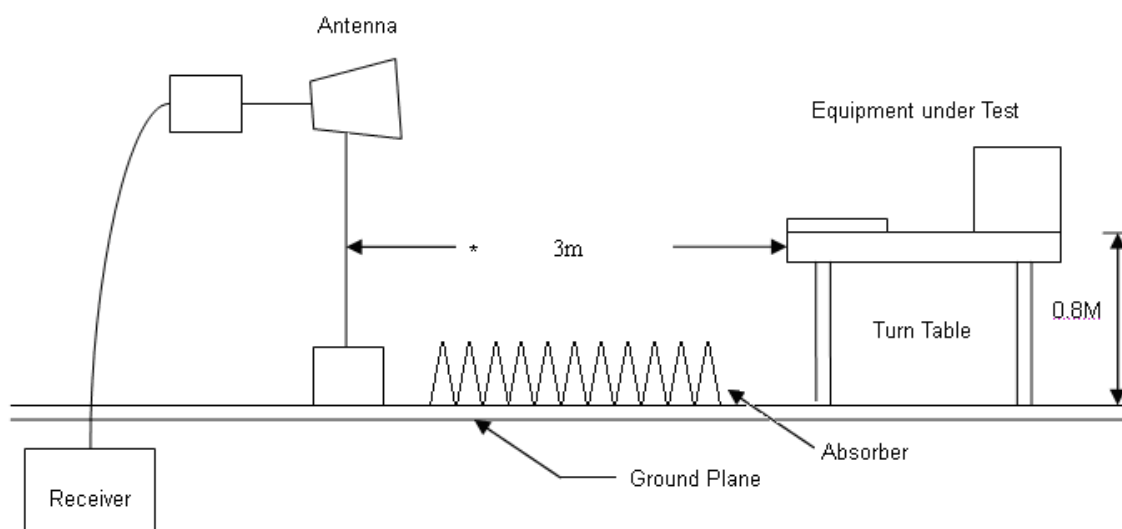 Antenna
Equipment under Test
* 3m
0.8M
Turn Table
Absorber
Ground Plane
Receiver